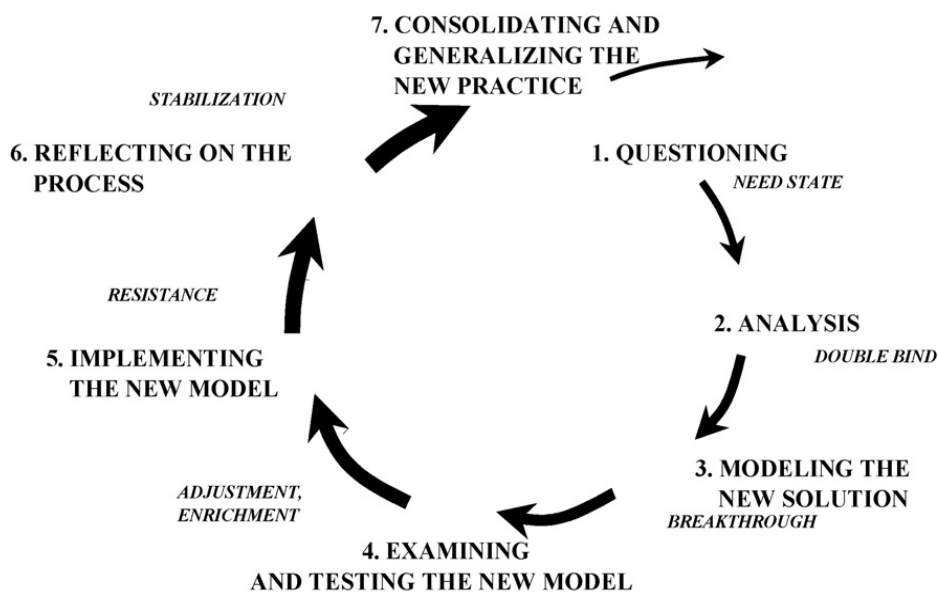 7. CONSOLIDATING AND
GENERALIZING THE
NEW PRACTICE
STABILIZATION
6. REFLECTING ON THE
PROCESS
1. QUESTIONING
NEED STATE
RESISTANCE
2. ANALYSIS
DOUBLE BIND
5. IMPLEMENTING
THE NEW MODEL
3. MODELING THE
NEW SOLUTION
BREAKTHROUGH
ADJUSTMENT,
ENRICHMENT
4. EXAMINING
AND TESTING THE NEW MODEL